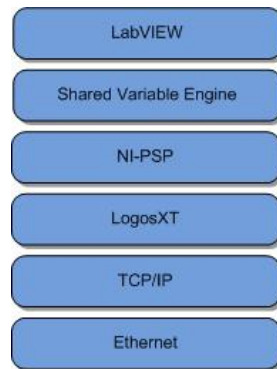 LabVIEW
Shared Variable Engine
NI-PSP
LogosXT
TCP/IP
Ethernet